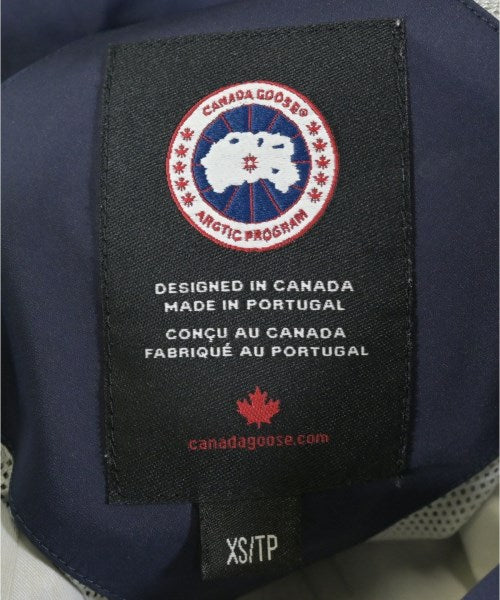 CANADA GOOSE®
ARCTIC PROGRAM
DESIGNED IN CANADA
MADE IN PORTUGAL
CONÇU AU CANADA
FABRIQUÉ AU PORTUGAL
canadagoose.com
XS/TP